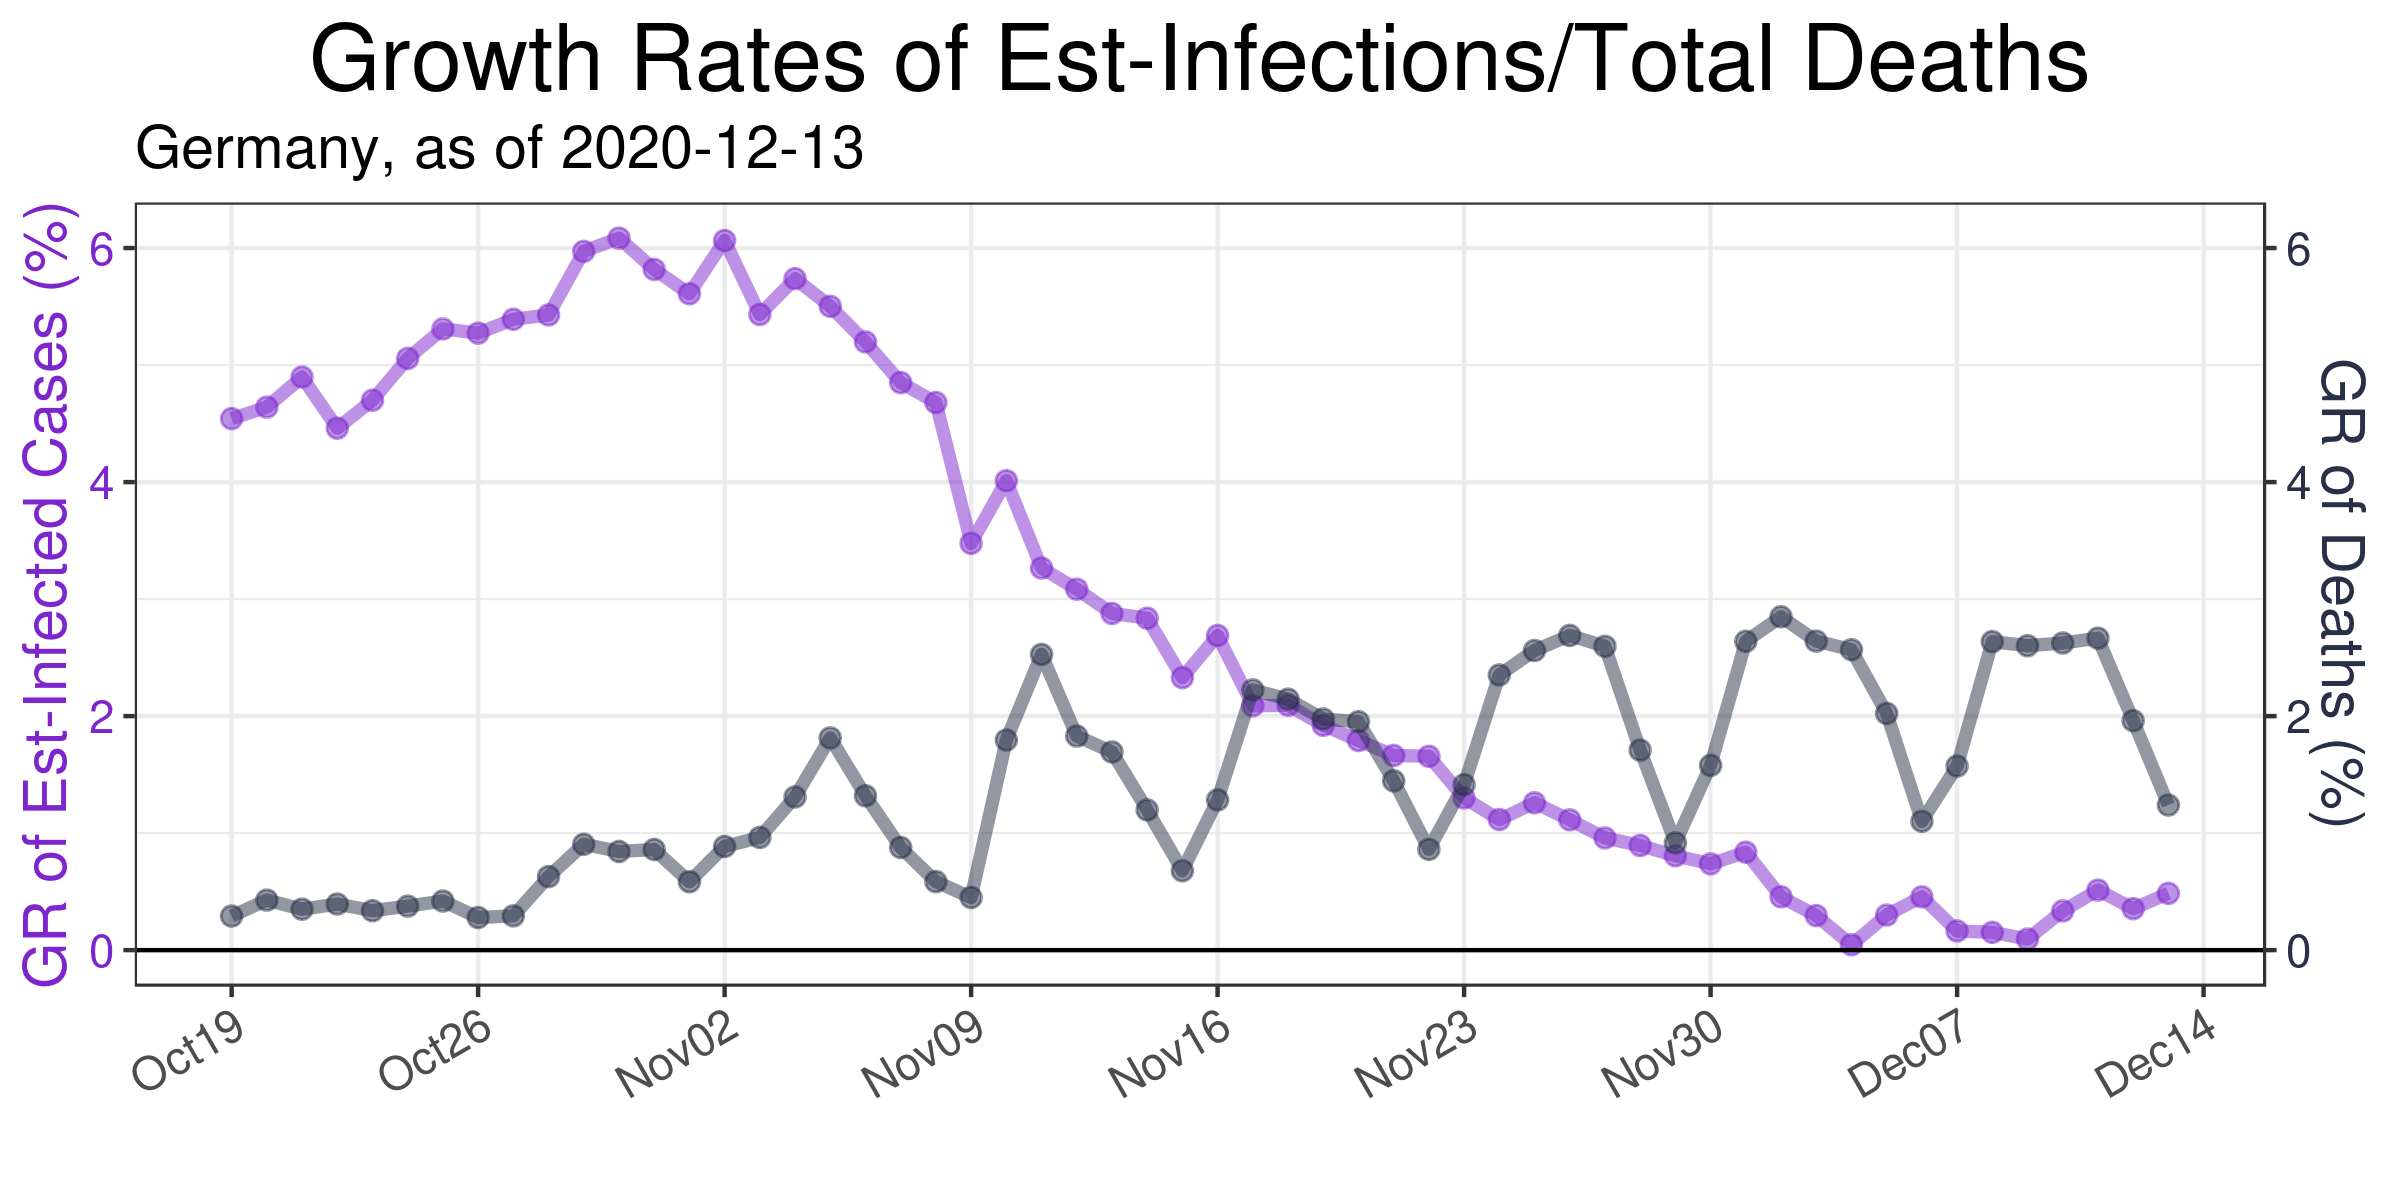 Growth Rates of Est-Infections/Total Deaths
Germany, as of 2020-12-13
GR of Est-Infected Cases (%)
6
4
2
0
6
4
2
0
GR of Deaths (%)
Oct19
Oct26
Nov02
Nov09
Nov16
Nov23
Nov30
Dec07
Dec14